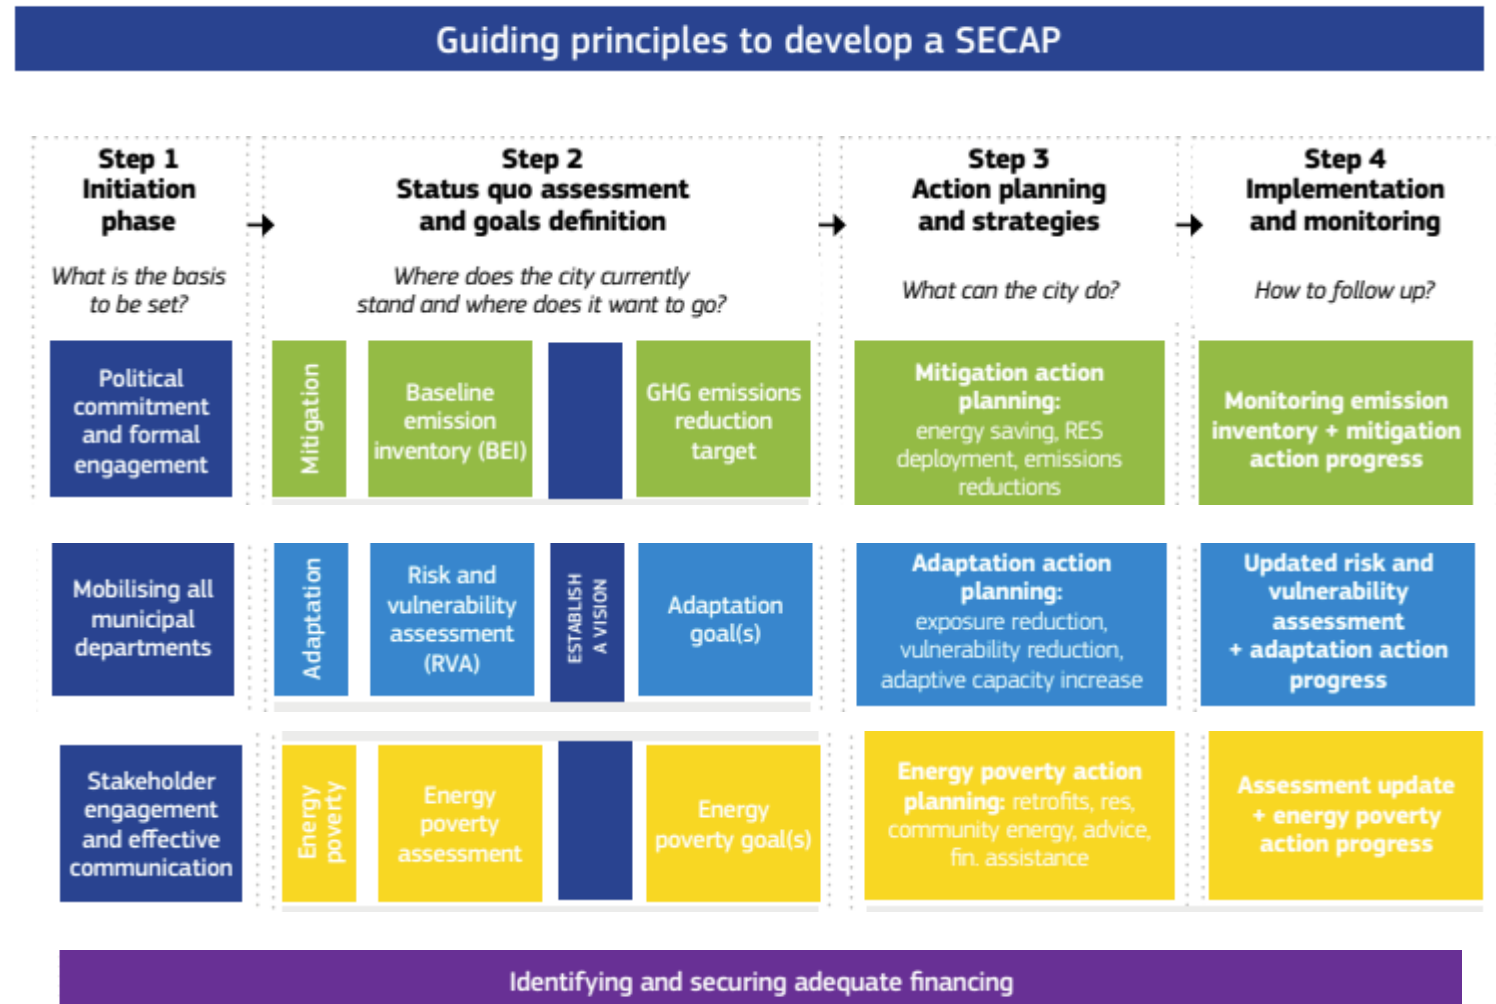 Guiding principles to develop a SECAP
Step 1
Initiation
phase
What is the basis
to be set?
Step 2
Status quo assessment
and goals definition
Where does the city currently
stand and where does it want to go?
Step 3
Action planning
and strategies
What can the city do?
Step 4
Implementation
and monitoring
How to follow up?
Political
commitment
and formal
engagement
Mitigation
Baseline
emission
inventory (BEI)
GHG emissions
reduction
target
Mitigation action
planning:
energy saving, RES
deployment, emissions
reductions
Monitoring emission
inventory + mitigation
action progress
Mobilising all
municipal
departments
Adaptation
Risk and
vulnerability
assessment
(RVA)
ESTABLISH
A VISION
Adaptation
goal(s)
Adaptation action
planning:
exposure reduction,
vulnerability reduction,
adaptive capacity increase
Updated risk and
vulnerability
assessment
+ adaptation action
progress
Stakeholder
engagement
and effective
communication
Energy
poverty
Energy
poverty
assessment
Energy
poverty goal(s)
Energy poverty action
planning: retrofits, res,
community energy, advice,
fin. assistance
Assessment update
+ energy poverty
action progress
Identifying and securing adequate financing